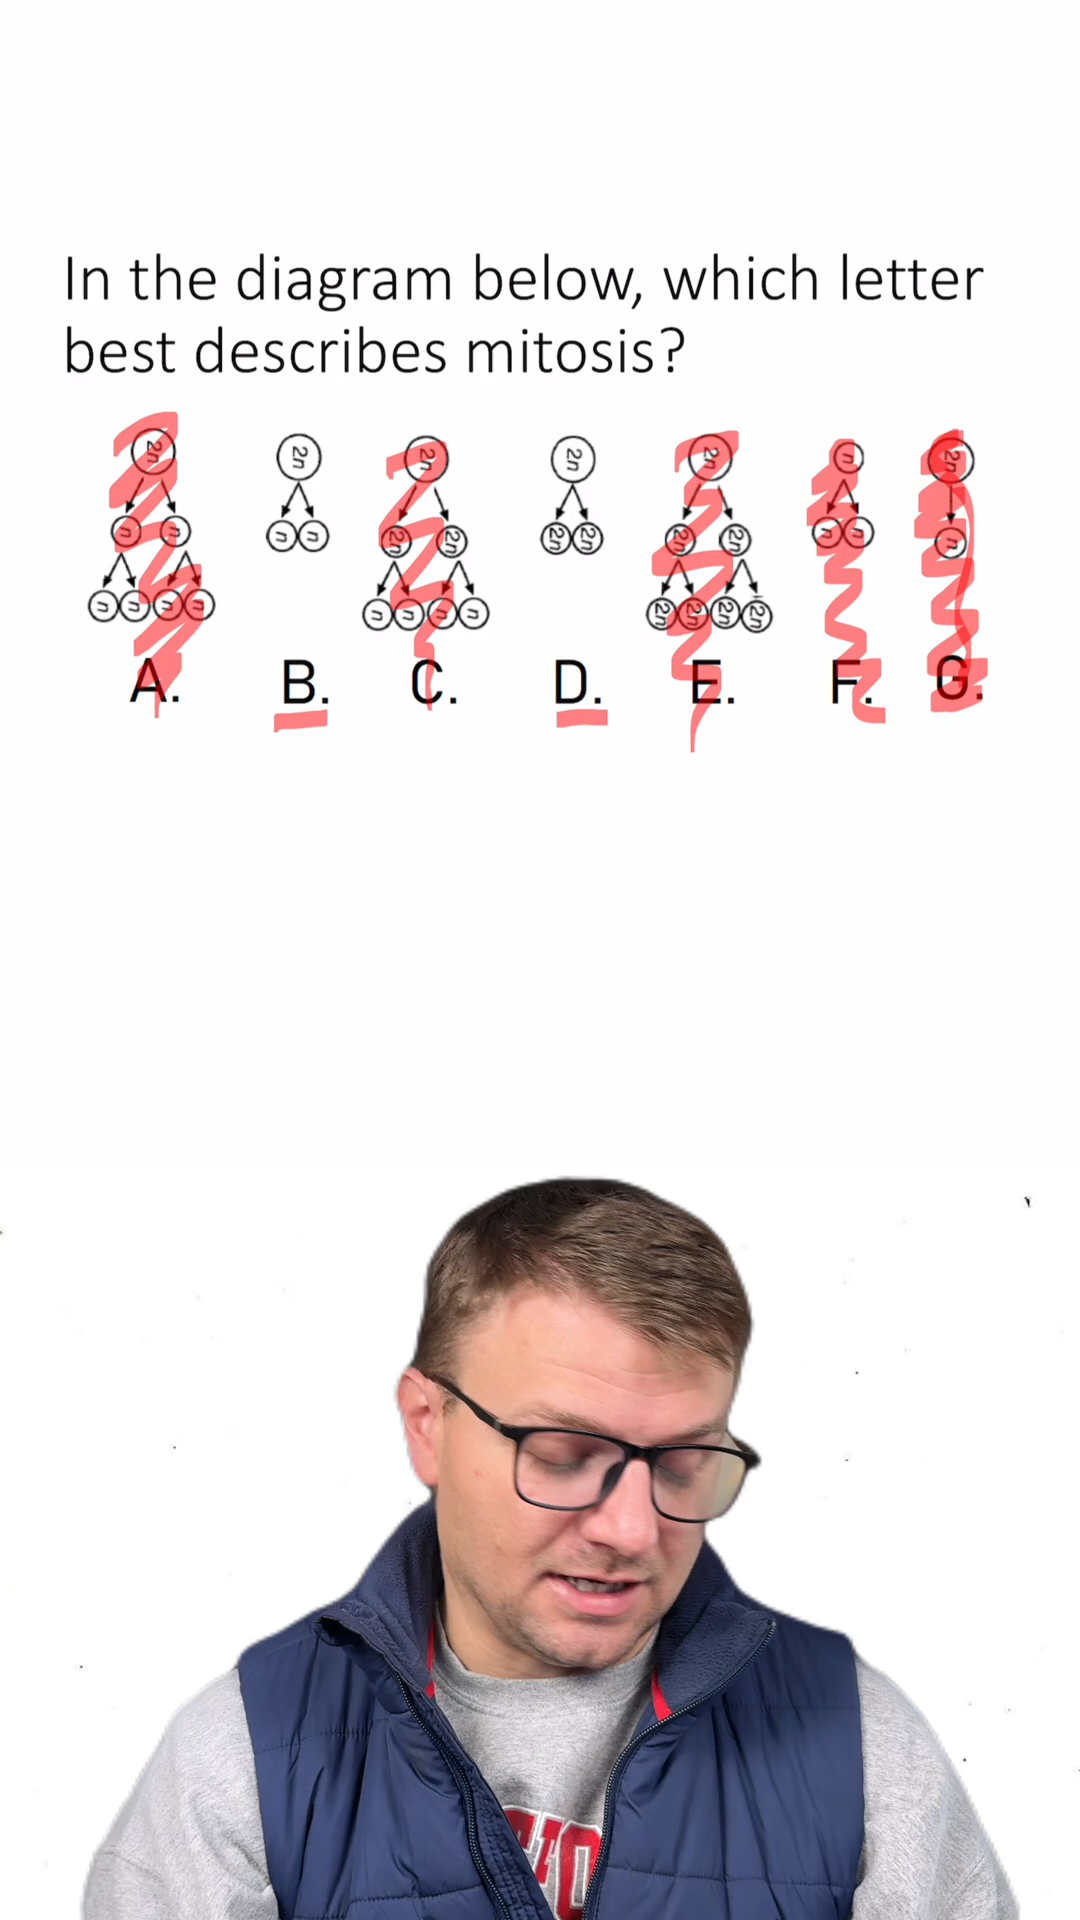 In the diagram below, which letter
best describes mitosis?
2n 2n 2n 2n 2n n 2n
n n n n 2n 2n 2n 2n 2n 2n n n n
n n n n n n n n 2n 2n 2n 2n
A. B. C. D. E. F. G.